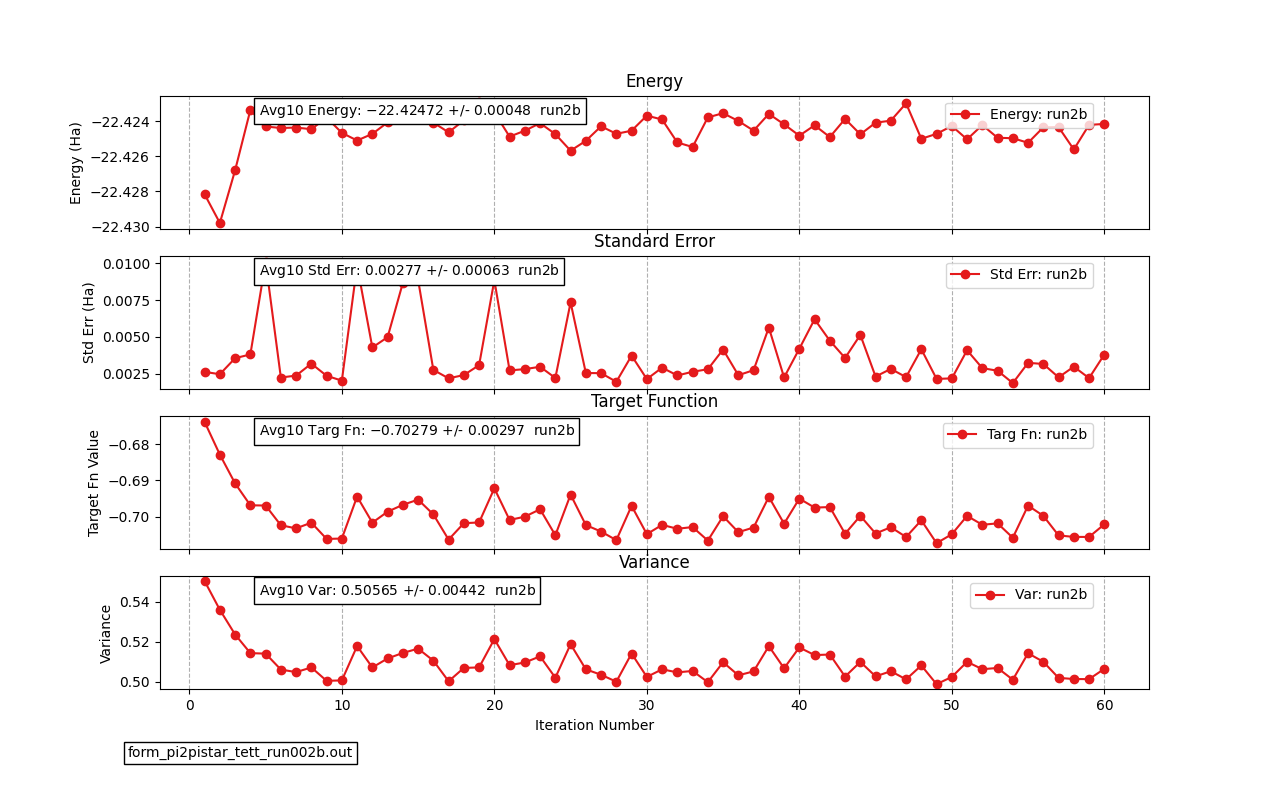 Energy
Avg10 Energy: −22.42472 +/- 0.00048 run2b
Energy: run2b
Energy (Ha)
−22.424
−22.426
−22.428
−22.430
Standard Error
Avg10 Std Err: 0.00277 +/- 0.00063 run2b
Std Err: run2b
Std Err (Ha)
0.0100
0.0075
0.0050
0.0025
Target Function
Avg10 Targ Fn: −0.70279 +/- 0.00297 run2b
Targ Fn: run2b
Target Fn Value
−0.68
−0.69
−0.70
Variance
Avg10 Var: 0.50565 +/- 0.00442 run2b
Var: run2b
Variance
0.54
0.52
0.50
0 10 20 30 40 50 60
Iteration Number
form_pi2pistar_tett_run002b.out